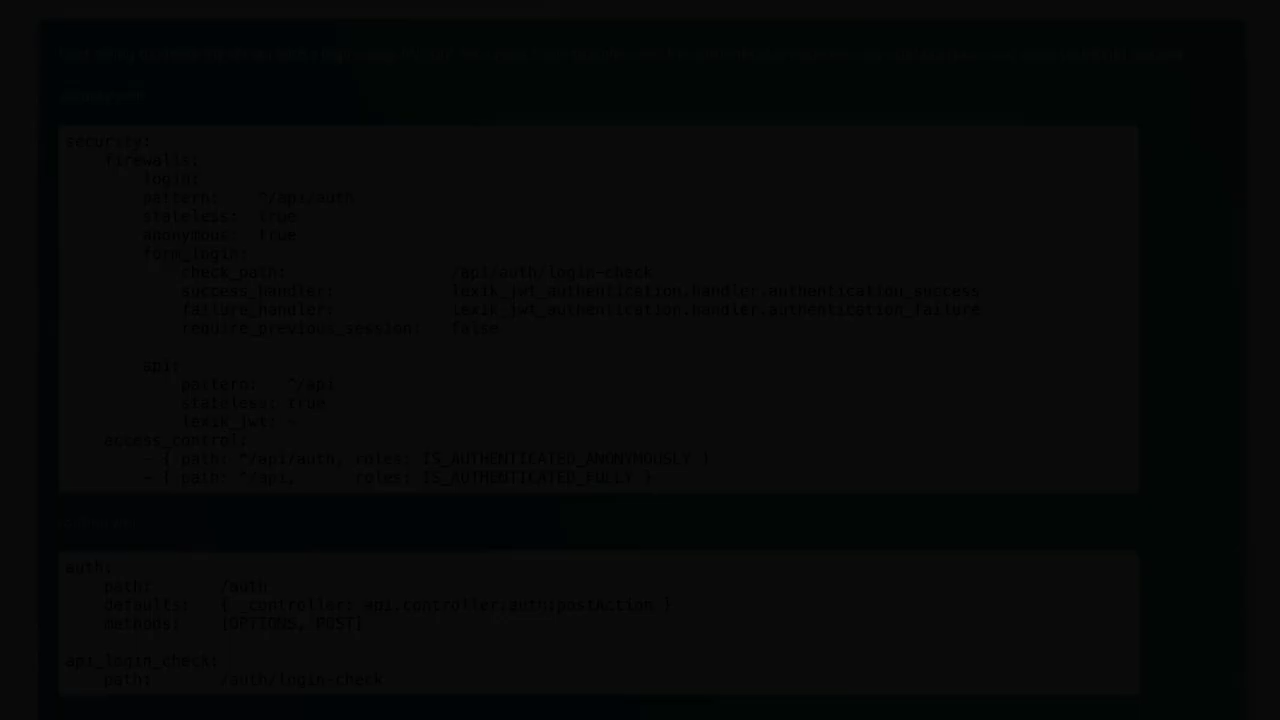 security:
    firewalls:
        login:
        pattern:    ^/api/auth
        stateless:  true
        anonymous:  true
        form_login:
            check_path:                 /api/auth/login-check
            success_handler:            lexik_jwt_authentication.handler.authentication_success
            failure_handler:            lexik_jwt_authentication.handler.authentication_failure
            require_previous_session:   false
        api:
            pattern:   ^/api
            stateless: true
            lexik_jwt: ~
    access_control:
        - { path: ^/api/auth, roles: IS_AUTHENTICATED_ANONYMOUSLY }
        - { path: ^/api,      roles: IS_AUTHENTICATED_FULLY }
routing.yml
auth:
    path:       /auth
    defaults:   { _controller: api.controller.auth:postAction }
    methods:    [OPTIONS, POST]
api_login_check:
    path:       /auth/login-check